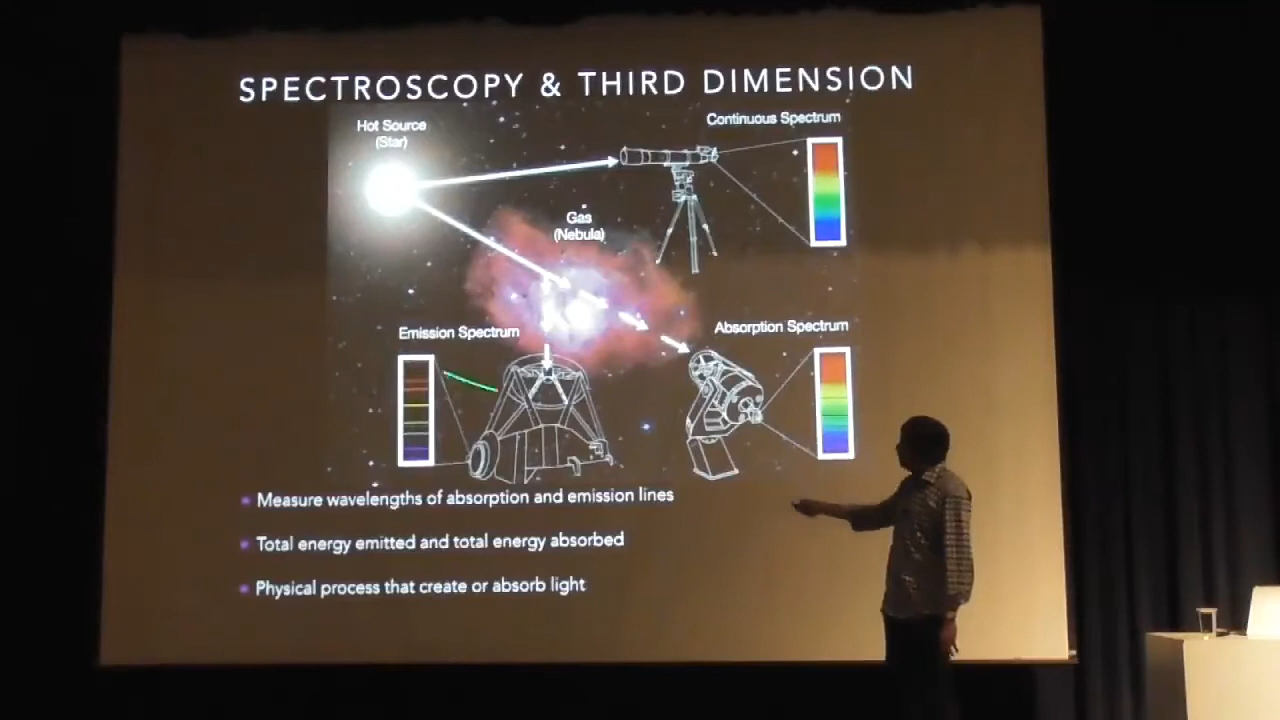 SPECTROSCOPY & THIRD DIMENSION
Hot Source
(Star)
Continuous Spectrum
Gas
(Nebula)
Emission Spectrum
Absorption Spectrum
Measure wavelengths of absorption and emission lines
Total energy emitted and total energy absorbed
Physical process that create or absorb light